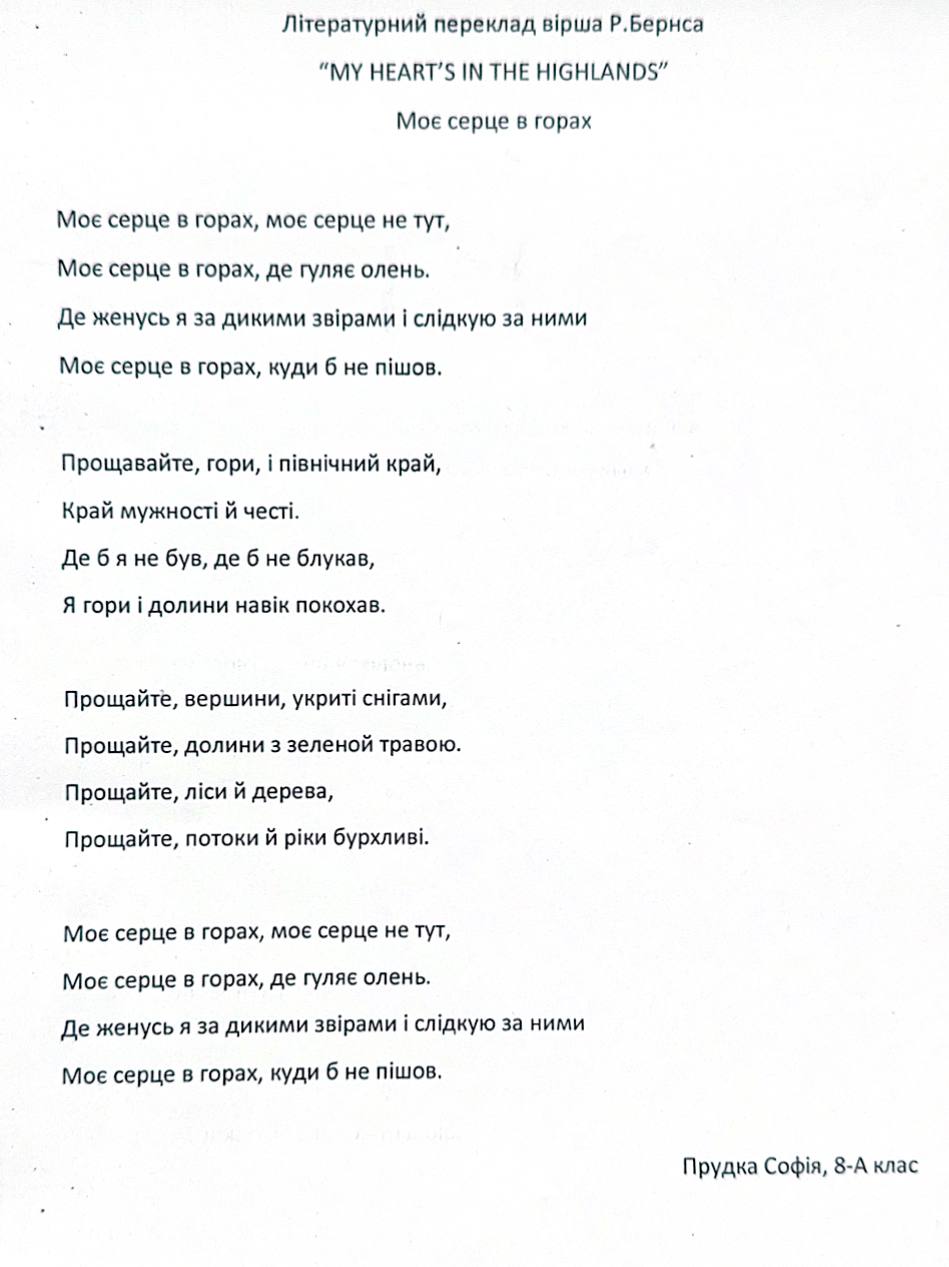 Літературний переклад вірша Р.Бернса
“MY HEART’S IN THE HIGHLANDS”
Моє серце в горах
Моє серце в горах, моє серце не тут,
Моє серце в горах, де гуляє олень.
Де женусь я за дикими звірами і слідкую за ними
Моє серце в горах, куди б не пішов.
Прощавайте, гори, і північний край,
Край мужності й честі.
Де б я не був, де б не блукав,
Я гори і долини навік покохав.
Прощайте, вершини, укриті снігами,
Прощайте, долини з зеленой травою.
Прощайте, ліси й дерева,
Прощайте, потоки й ріки бурхливі.
Моє серце в горах, моє серце не тут,
Моє серце в горах, де гуляє олень.
Де женусь я за дикими звірами і слідкую за ними
Моє серце в горах, куди б не пішов.
Прудка Софія, 8-А клас